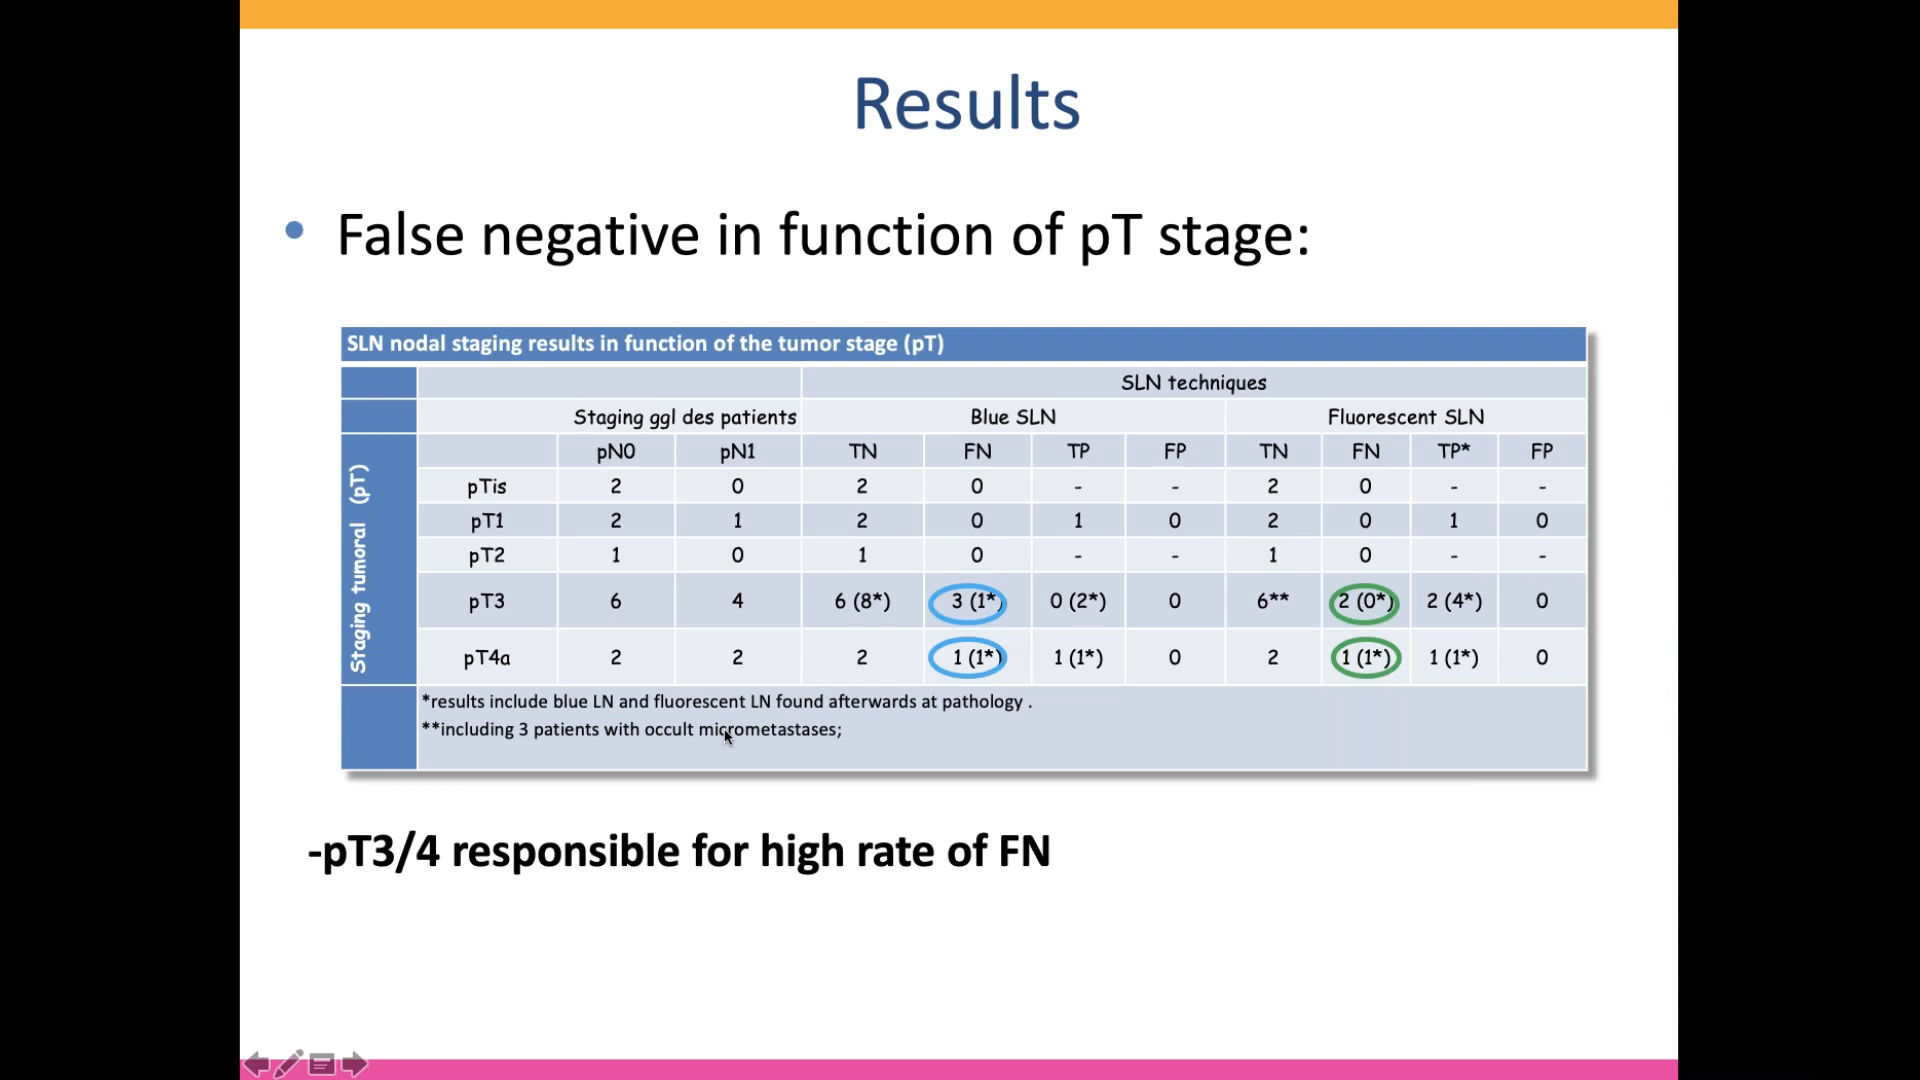 Results
• False negative in function of pT stage:
SLN nodal staging results in function of the tumor stage (pT)
SLN techniques
Staging ggl des patients Blue SLN Fluorescent SLN
Staging tumoral (pT)
pN0 pN1 TN FN TP FP TN FN TP* FP
pTis 2 0 2 0 - - 2 0 - -
pT1 2 1 2 0 1 0 2 0 1 0
pT2 1 0 1 0 - - 1 0 - -
pT3 6 4 6 (8*) 3 (1*) 0 (2*) 0 6** 2 (0*) 2 (4*) 0
pT4a 2 2 2 1 (1*) 1 (1*) 0 2 1 (1*) 1 (1*) 0
*results include blue LN and fluorescent LN found afterwards at pathology .
**including 3 patients with occult micrometastases;
-pT3/4 responsible for high rate of FN